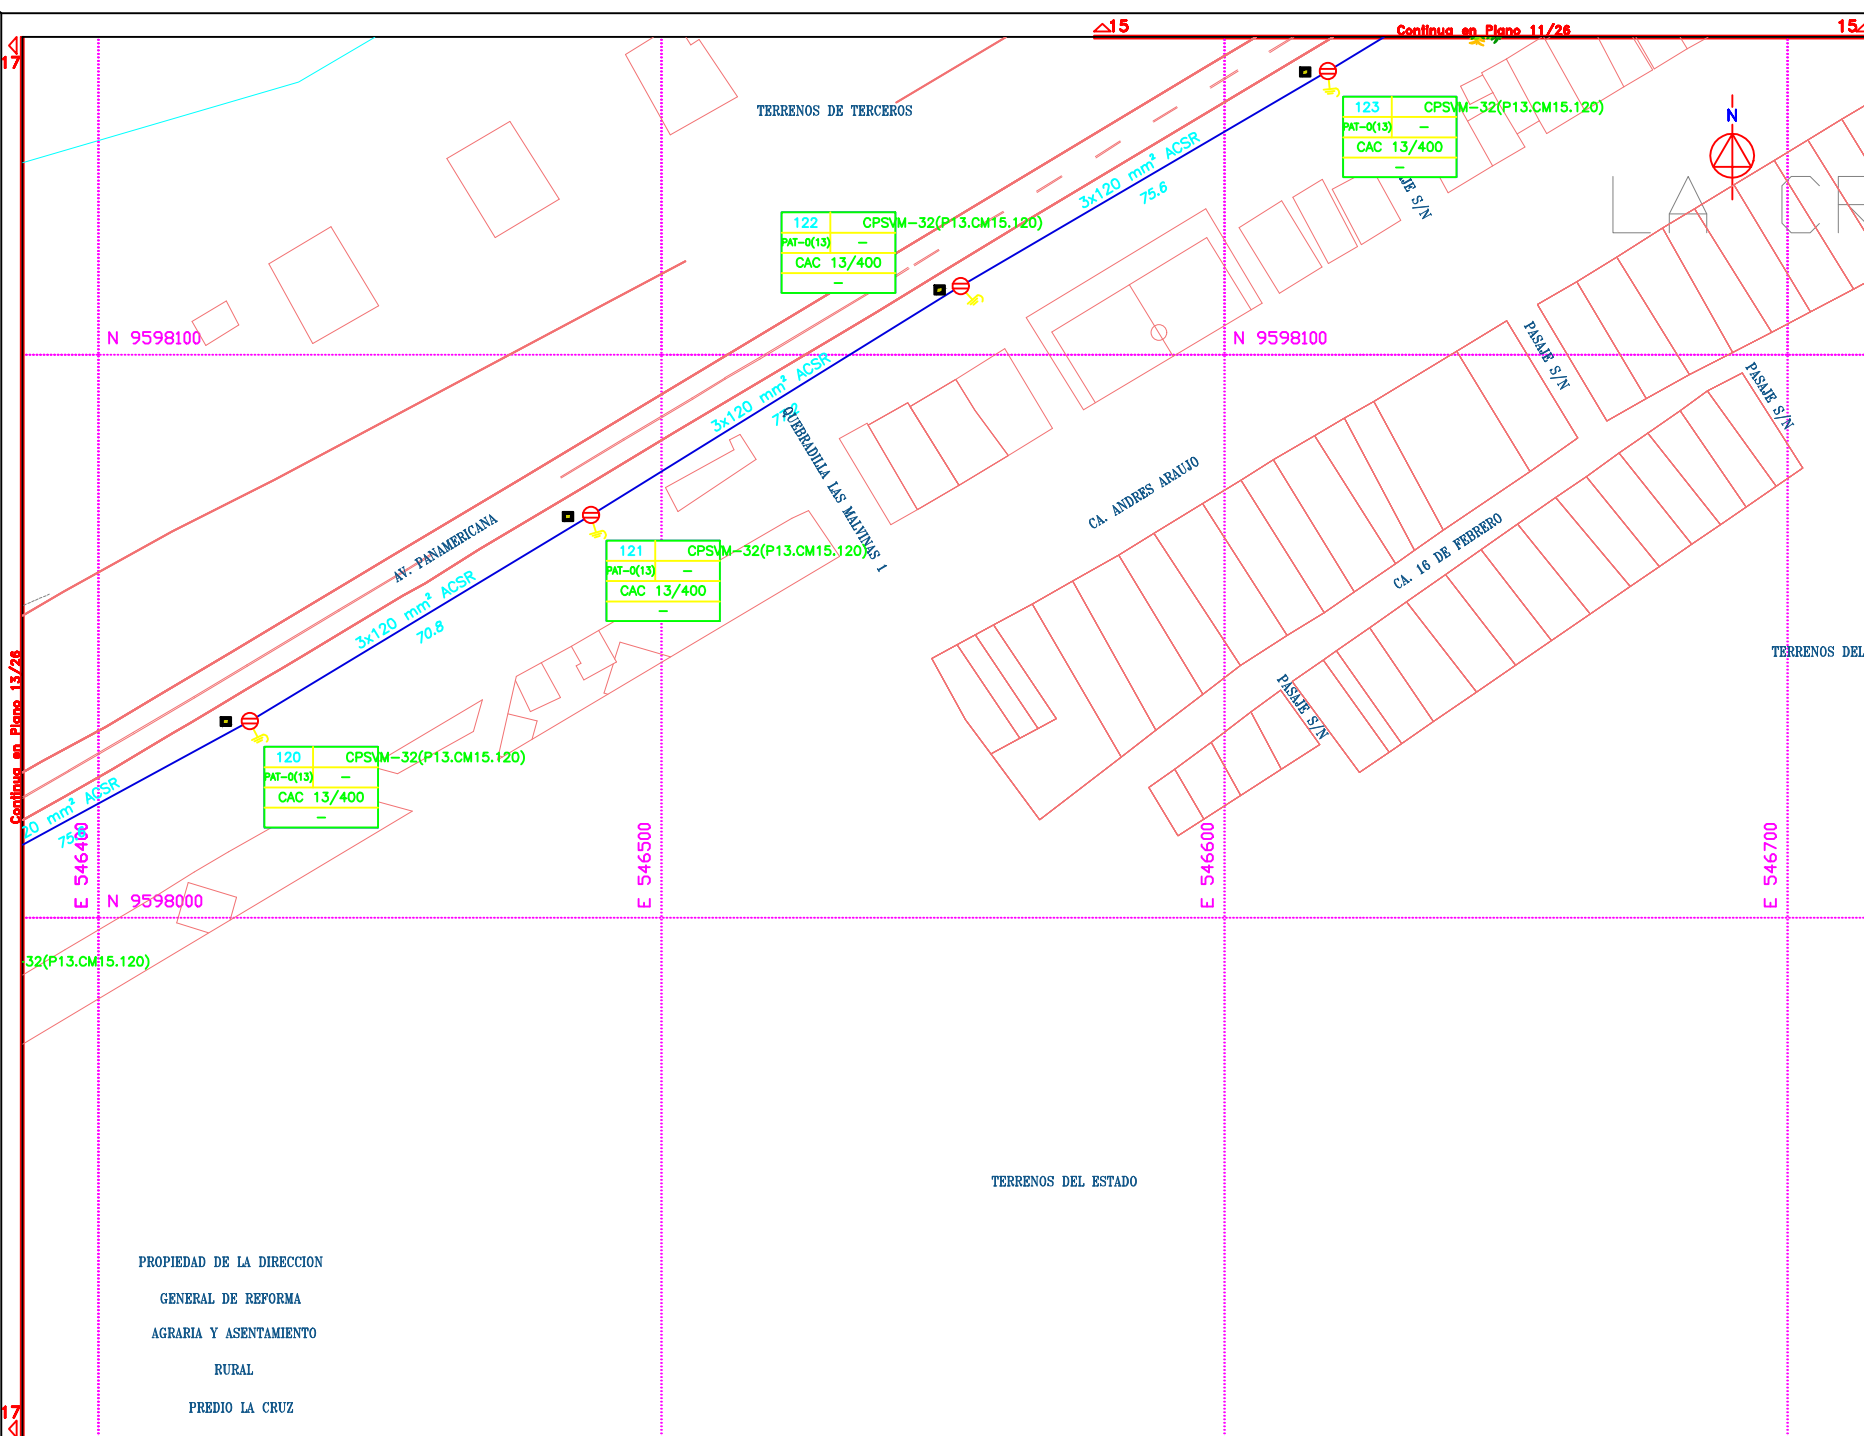 15
Continua en Plano 11/26
15
17
TERRENOS DE TERCEROS
123
CPSVM-32(P13.CM15.120)
PAT-0(13)
-
CAC 13/400
-
N
3x120 mm² ACSR
75.6
122
CPSVM-32(P13.CM15.120)
PAT-0(13)
-
CAC 13/400
-
LA
S/N
N 9598100
N 9598100
PASAJE S/N
PASAJE S/N
3x120 mm² ACSR
QUEBRADILLA LAS MALVINAS 1
CA. ANDRES ARAUJO
AV. PANAMERICANA
121
CPSVM-32(P13.CM15.120)
PAT-0(13)
-
CAC 13/400
-
CA. 16 DE FEBRERO
3x120 mm² ACSR
70.8
TERRENOS DEL
PASAJE S/N
Continua en Plano 13/26
120
CPSVM-32(P13.CM15.120)
PAT-0(13)
-
CAC 13/400
-
20 mm² ACSR
E 546400
E 546500
E 546600
E 546700
N 9598000
32(P13.CM15.120)
TERRENOS DEL ESTADO
PROPIEDAD DE LA DIRECCION
GENERAL DE REFORMA
AGRARIA Y ASENTAMIENTO
RURAL
PREDIO LA CRUZ
17